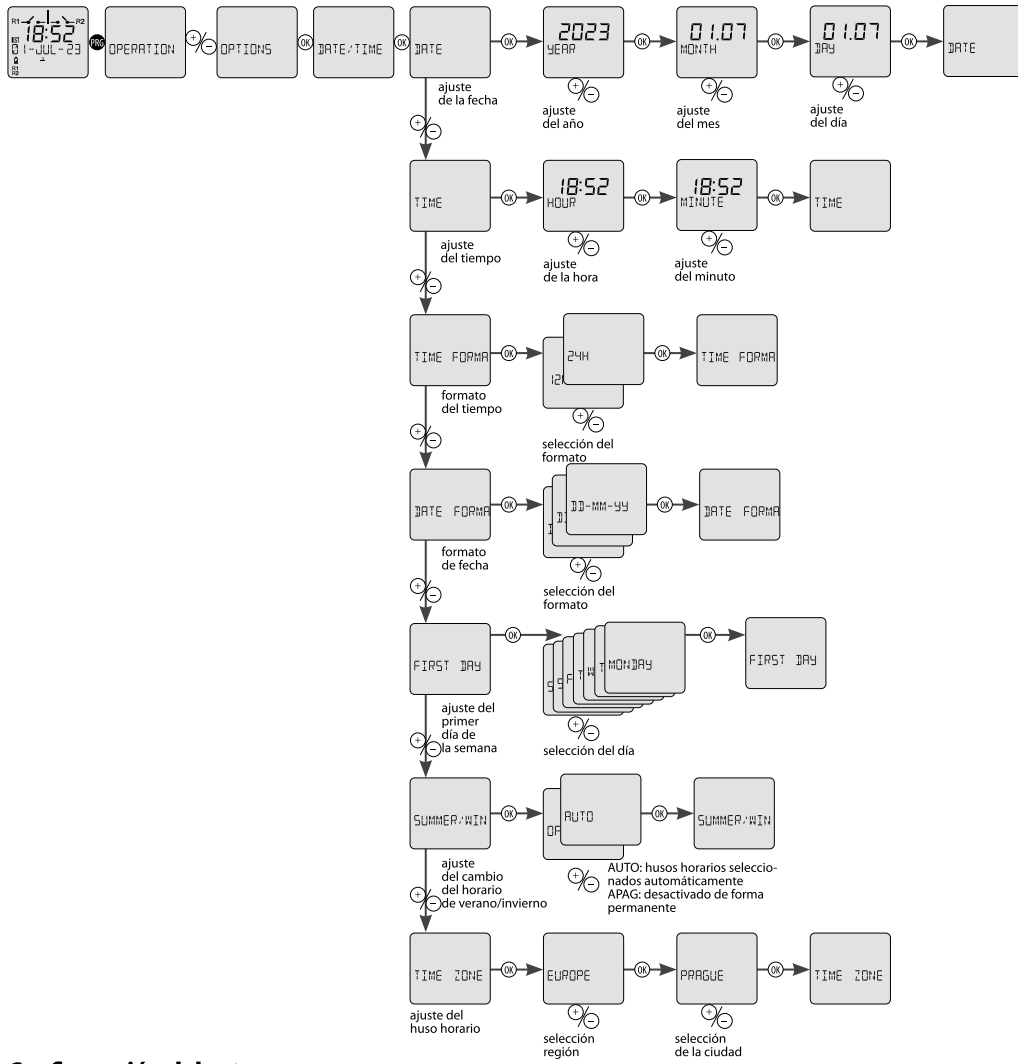 R1 R2
18:52
1-JUL-23
R1
R2
PRG
OPERATION
+/-
OPTIONS
OK
DATE/TIME
OK
DATE
OK
2023
YEAR
OK
01.07
MONTH
OK
01.07
DAY
OK
DATE
ajuste
de la fecha
+/-
ajuste
del año
+/-
ajuste
del mes
+/-
ajuste
del día
+/-
TIME
OK
18:52
HOUR
OK
18:52
MINUTE
OK
TIME
ajuste
del tiempo
+/-
ajuste
de la hora
+/-
ajuste
del minuto
+/-
TIME FORMA
OK
24H
12H
OK
TIME FORMA
formato
del tiempo
+/-
selección del
formato
+/-
DATE FORMA
OK
DD-MM-YY
OK
DATE FORMA
formato
de fecha
+/-
selección del
formato
+/-
FIRST DAY
OK
S S F T W T MONDAY
OK
FIRST DAY
ajuste del
primer
día de
la semana
+/-
selección del día
SUMMER/WIN
OK
AUTO
OK
SUMMER/WIN
ajuste
del cambio
del horario
de verano/invierno
+/-
+/-
AUTO: husos horarios seleccio-
nados automáticamente
APAG: desactivado de forma
permanente
TIME ZONE
OK
EUROPE
OK
PRAGUE
OK
TIME ZONE
ajuste del
huso horario
+/-
selección
región
+/-
selección
de la ciudad